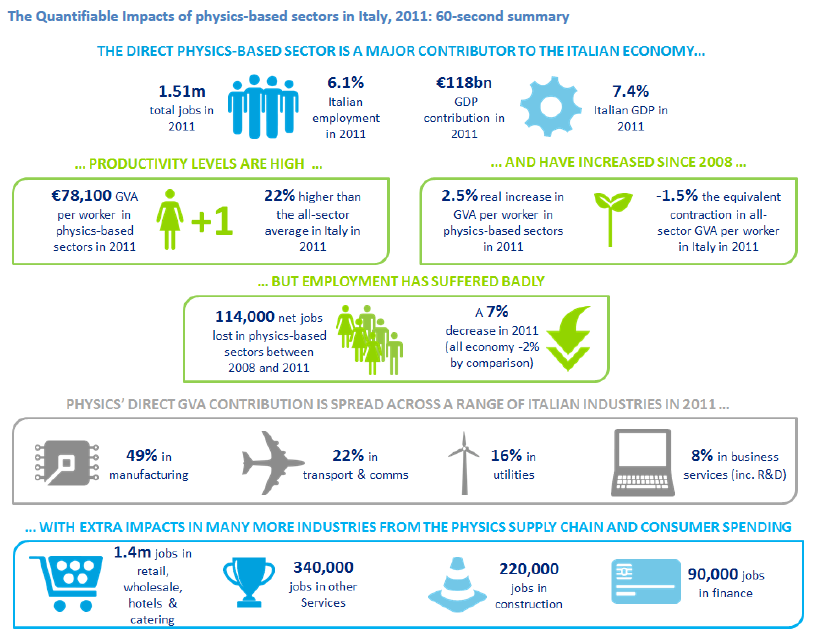 The Quantifiable Impacts of physics-based sectors in Italy, 2011: 60-second summary
THE DIRECT PHYSICS-BASED SECTOR IS A MAJOR CONTRIBUTOR TO THE ITALIAN ECONOMY...
1.51m
total jobs in
2011
6.1%
Italian
employment
in 2011
€118bn
GDP
contribution in
2011
7.4%
Italian GDP in
2011
... PRODUCTIVITY LEVELS ARE HIGH ...
€78,100 GVA
per worker in
physics-based
sectors in 2011
+1
22% higher than
the all-sector
average in Italy in
2011
... AND HAVE INCREASED SINCE 2008 ...
2.5% real increase in
GVA per worker in
physics-based sectors
in 2011
-1.5% the equivalent
contraction in all-
sector GVA per worker
in Italy in 2011
... BUT EMPLOYMENT HAS SUFFERED BADLY
114,000 net jobs
lost in physics-based
sectors between
2008 and 2011
A 7%
decrease in 2011
(all economy -2%
by comparison)
PHYSICS' DIRECT GVA CONTRIBUTION IS SPREAD ACROSS A RANGE OF ITALIAN INDUSTRIES IN 2011 ...
49% in
manufacturing
22% in
transport & comms
16% in
utilities
8% in business
services (inc. R&D)
... WITH EXTRA IMPACTS IN MANY MORE INDUSTRIES FROM THE PHYSICS SUPPLY CHAIN AND CONSUMER SPENDING
1.4m jobs in
retail,
wholesale,
hotels &
catering
340,000
jobs in other
Services
220,000
jobs in
construction
90,000 jobs
in finance